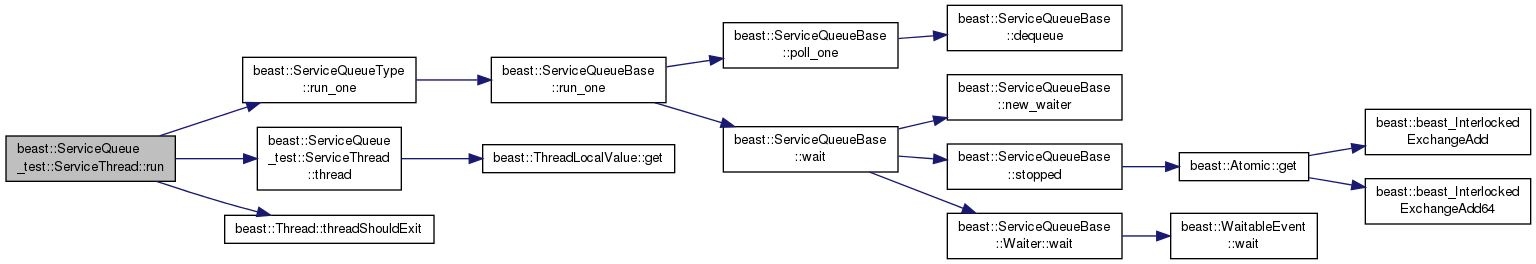 beast::ServiceQueue
_test::ServiceThread::run
beast::ServiceQueueType
::run_one
beast::ServiceQueue
_test::ServiceThread
::thread
beast::Thread::threadShouldExit
beast::ServiceQueueBase
::run_one
beast::ThreadLocalValue::get
beast::ServiceQueueBase
::poll_one
beast::ServiceQueueBase
::wait
beast::ServiceQueueBase
::dequeue
beast::ServiceQueueBase
::new_waiter
beast::ServiceQueueBase
::stopped
beast::ServiceQueueBase
::Waiter::wait
beast::Atomic::get
beast::WaitableEvent
::wait
beast::beast_Interlocked
ExchangeAdd
beast::beast_Interlocked
ExchangeAdd64